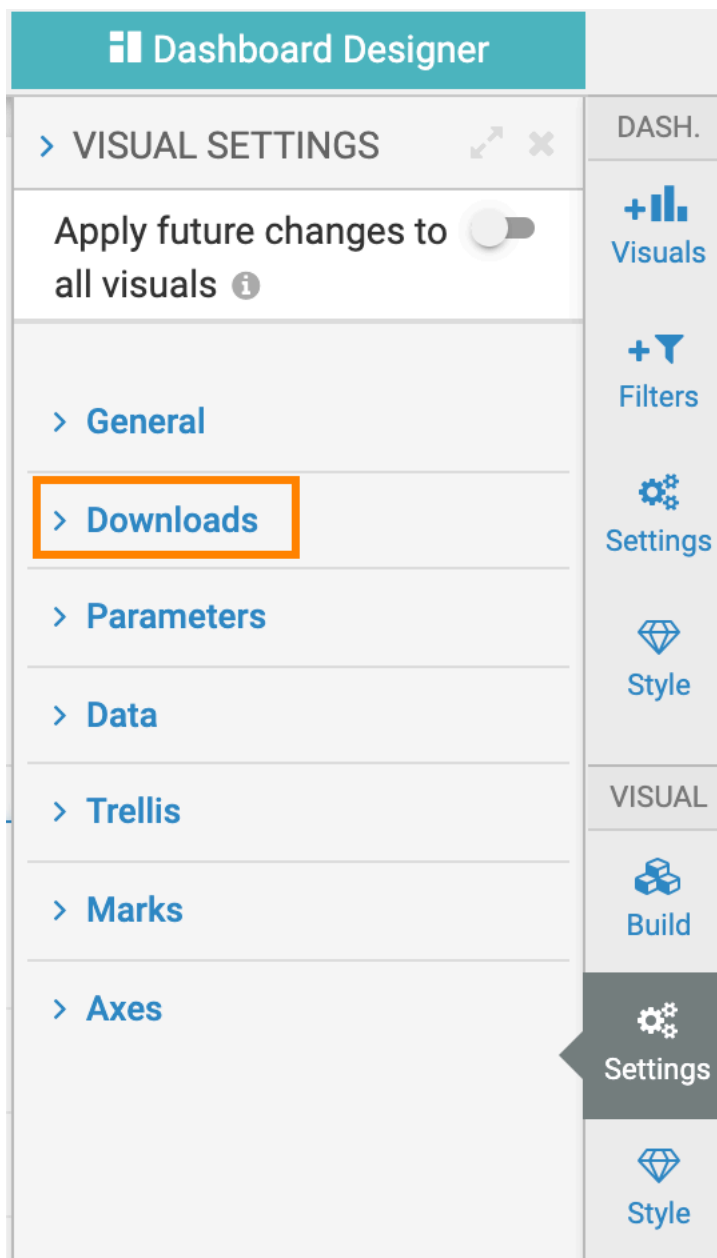 Dashboard Designer
VISUAL SETTINGS
Apply future changes to
all visuals
General
Downloads
Parameters
Data
Trellis
Marks
Axes
DASH.
Visuals
Filters
Settings
Style
VISUAL
Build
Settings
Style